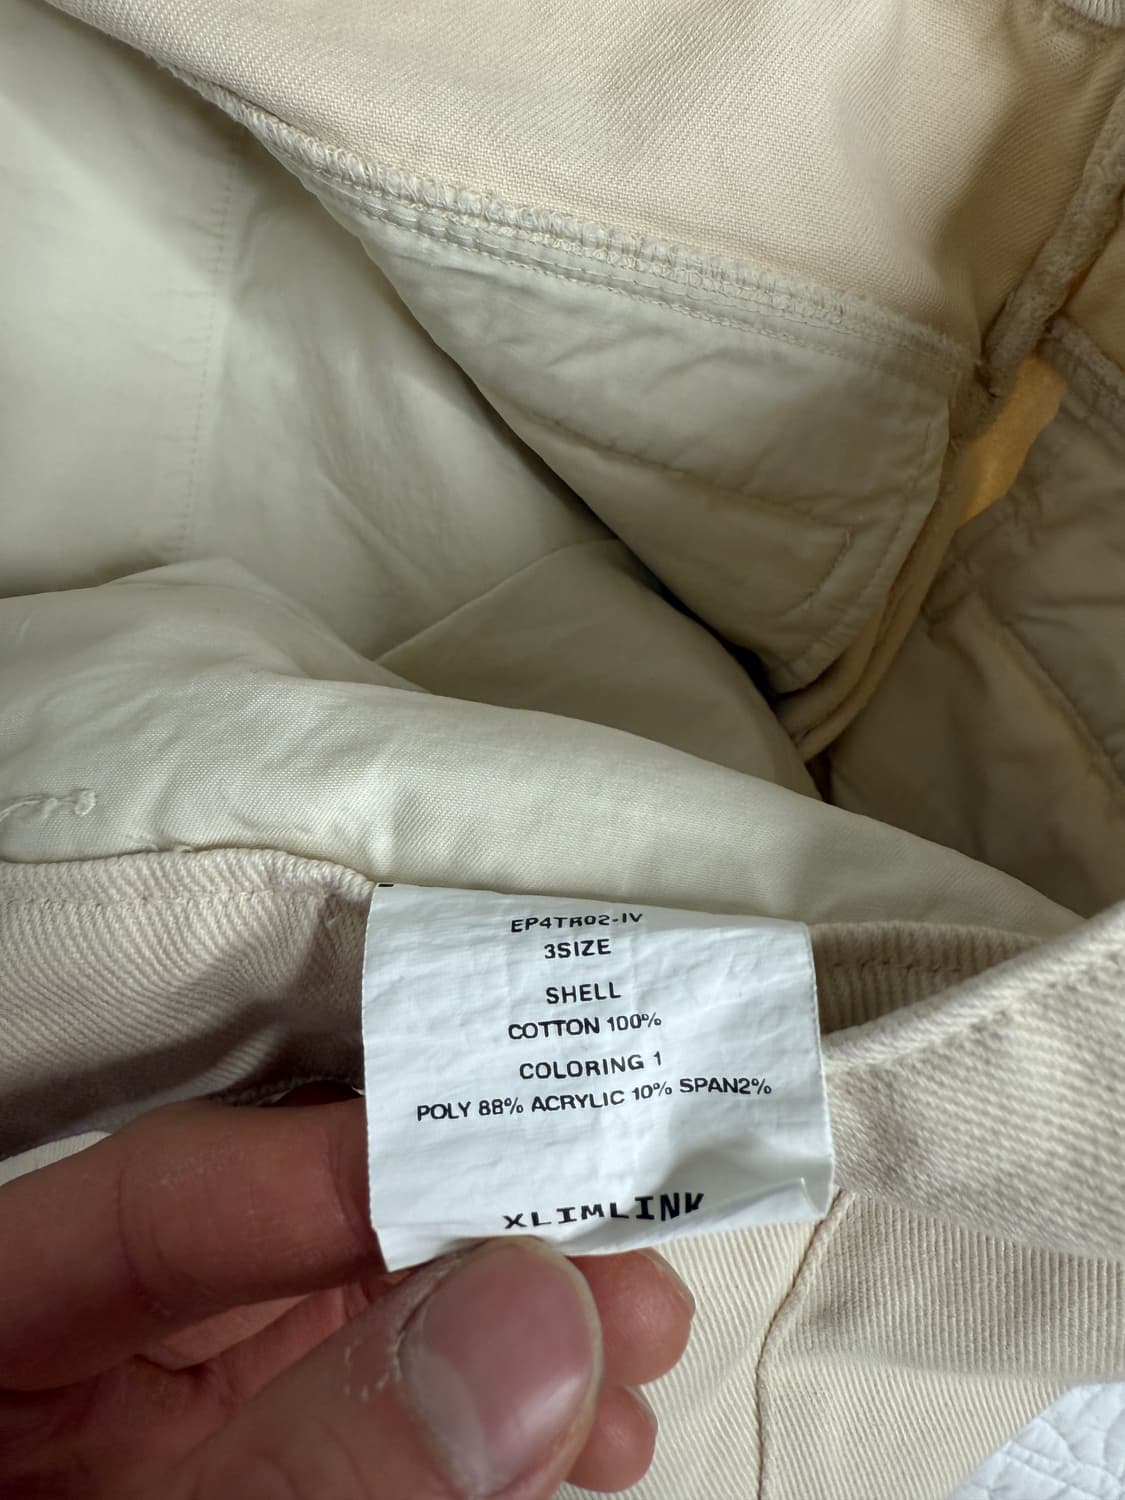 EP4TR02-IV
3SIZE
SHELL
COTTON 100%
COLORING 1
POLY 88% ACRYLIC 10% SPAN2%
XLIMLINK